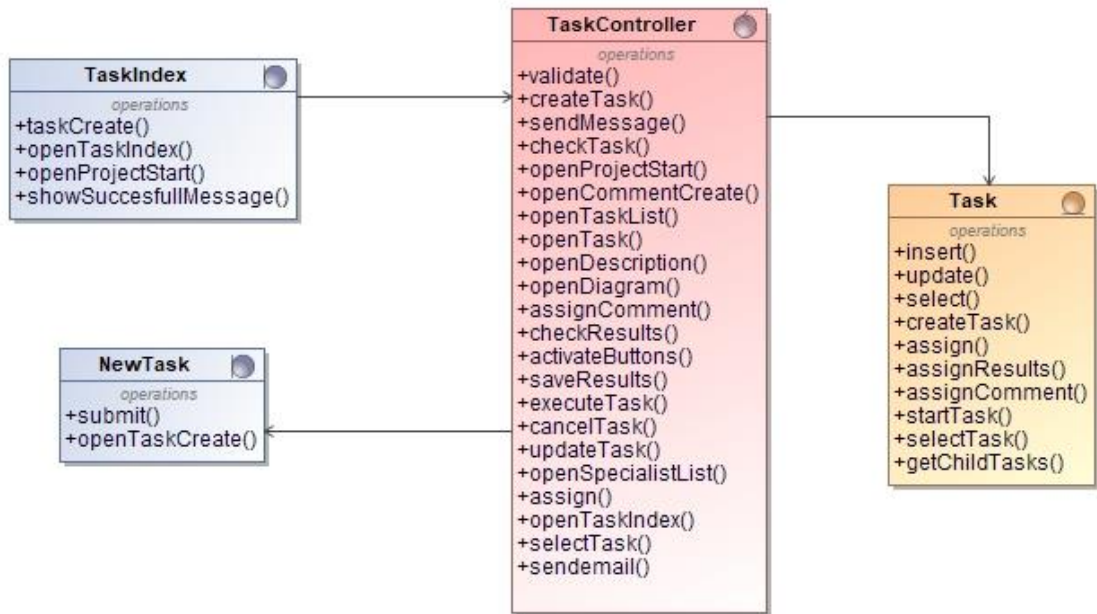 TaskIndex
operations
+taskCreate()
+openTaskIndex()
+openProjectStart()
+showSuccesfullMessage()
NewTask
operations
+submit()
+openTaskCreate()
TaskController
operations
+validate()
+createTask()
+sendMessage()
+checkTask()
+openProjectStart()
+openCommentCreate()
+openTaskList()
+openTask()
+openDescription()
+openDiagram()
+assignComment()
+checkResults()
+activateButtons()
+saveResults()
+executeTask()
+cancelTask()
+updateTask()
+openSpecialistList()
+assign()
+openTaskIndex()
+selectTask()
+sendemail()
Task
operations
+insert()
+update()
+select()
+createTask()
+assign()
+assignResults()
+assignComment()
+startTask()
+selectTask()
+getChildTasks()